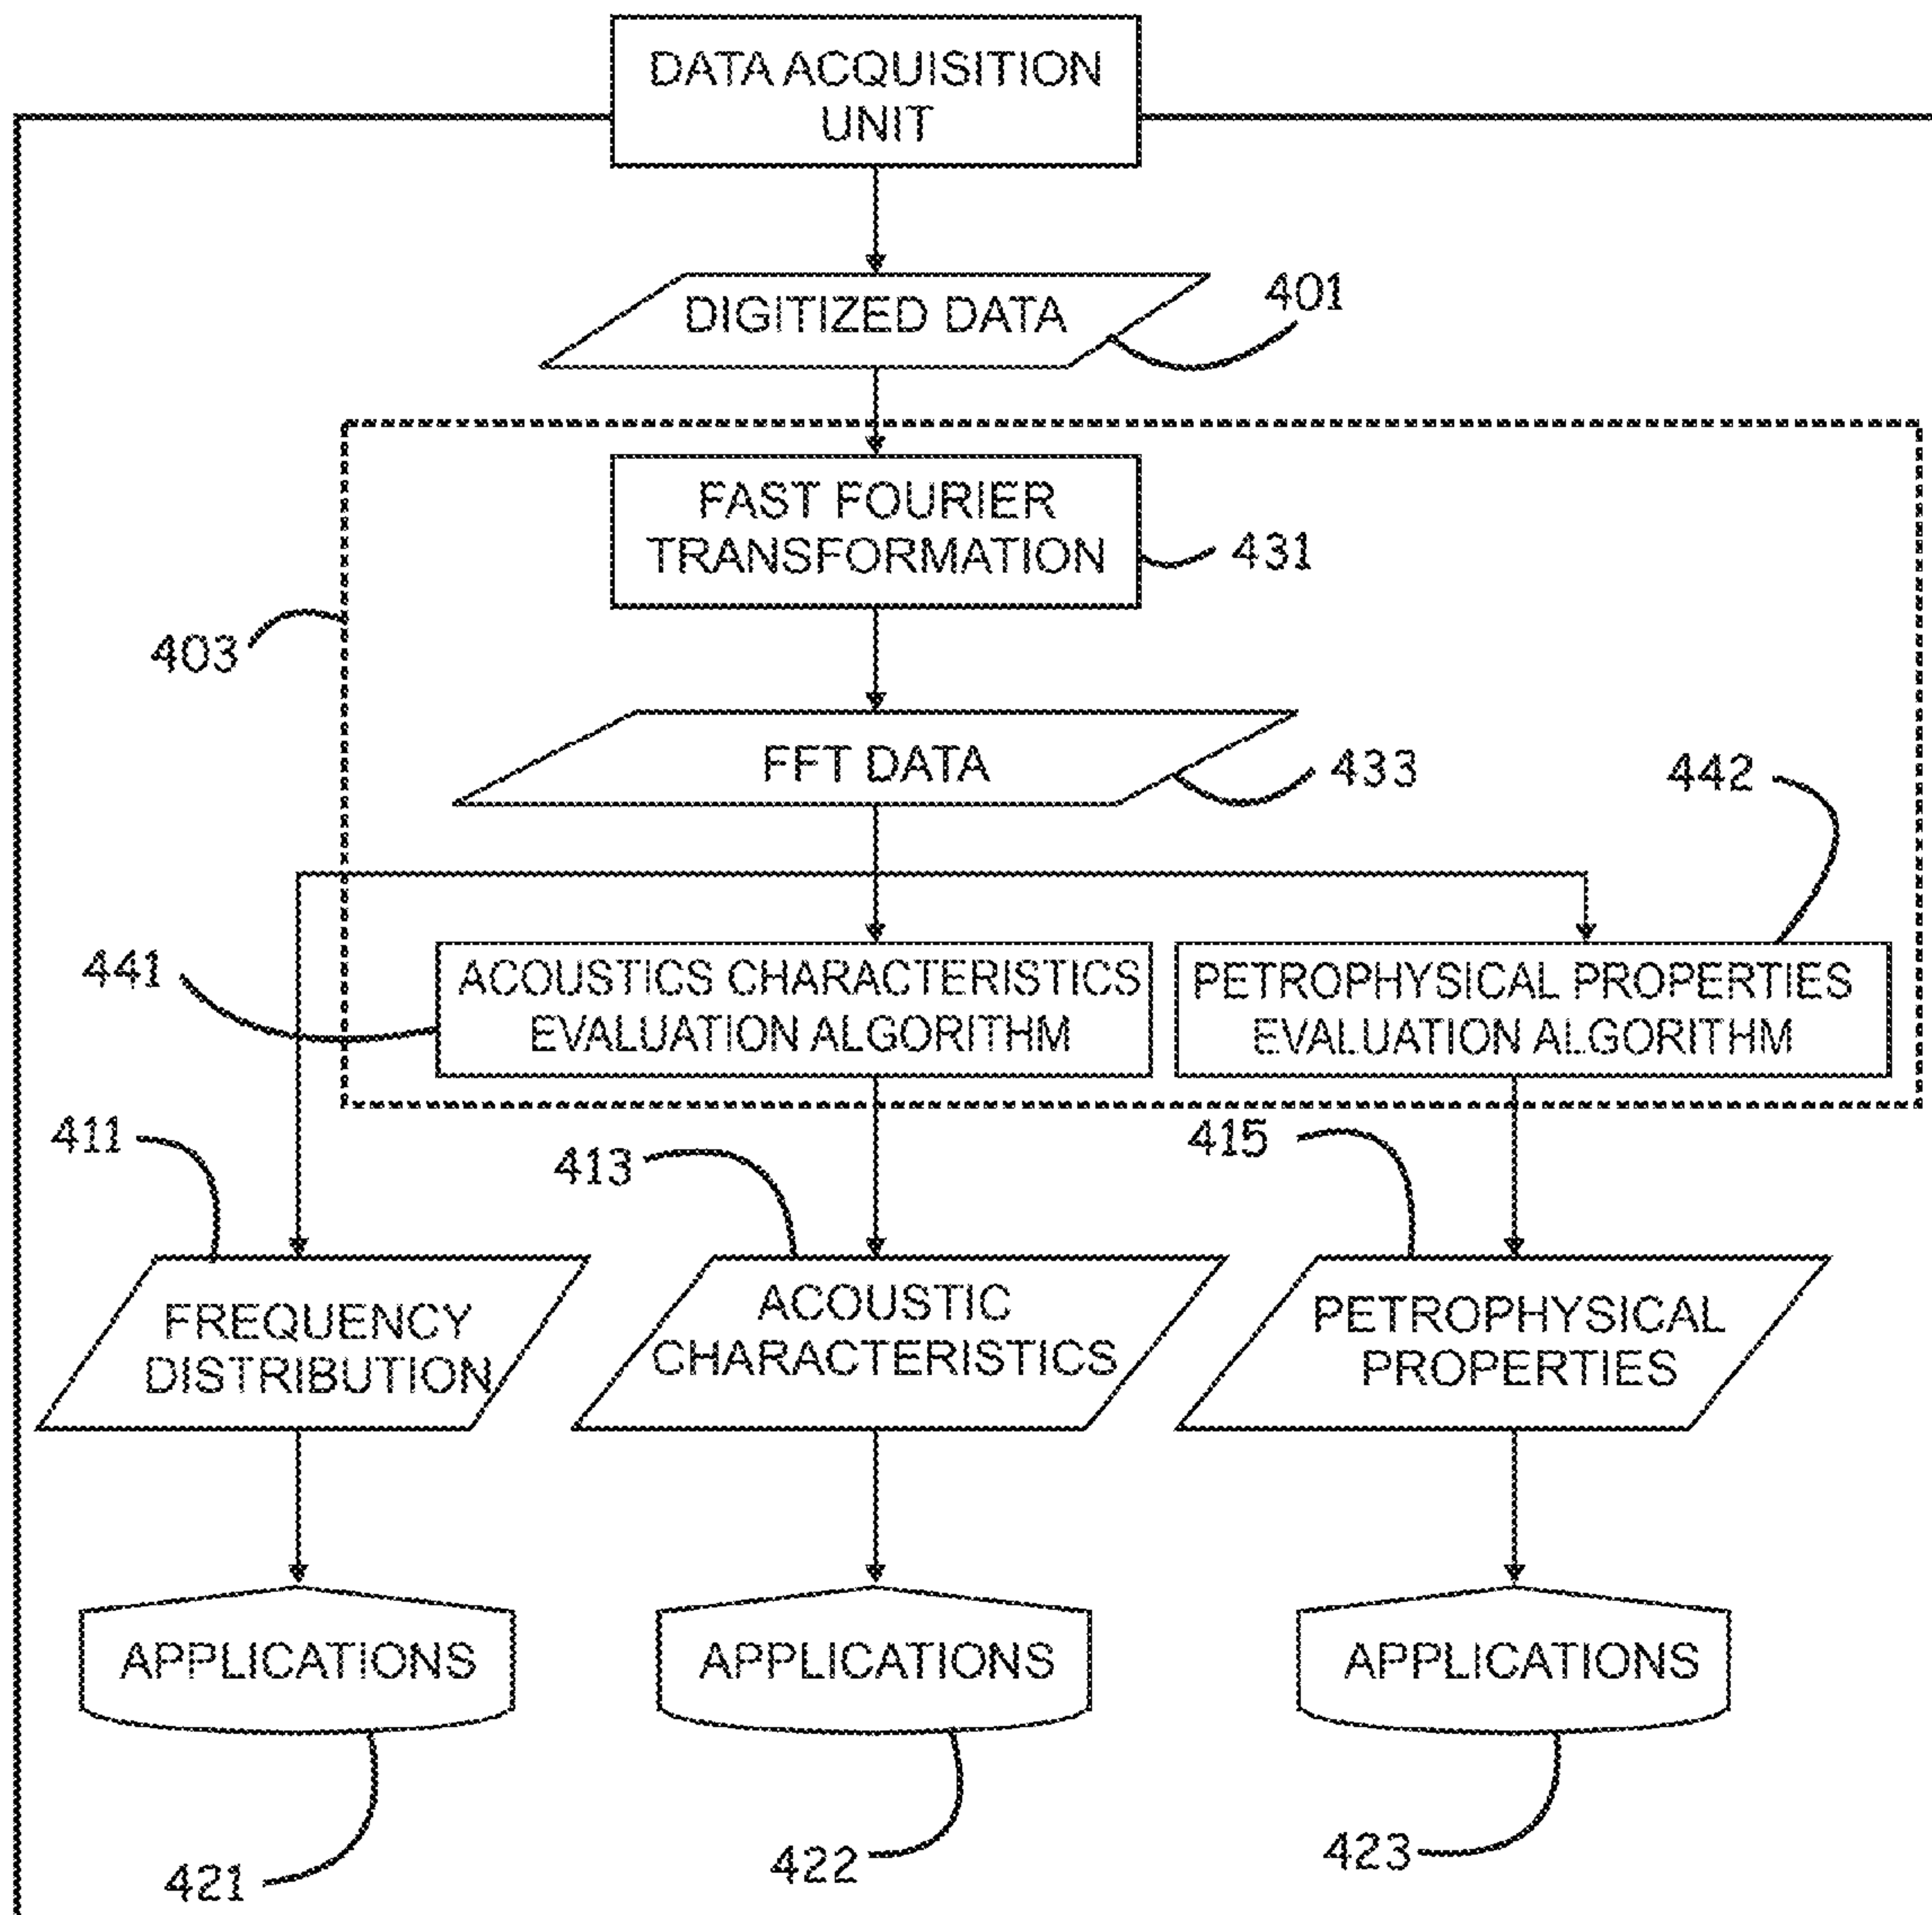 DATA ACQUISITION
UNIT
DIGITIZED DATA
401
FAST FOURIER
TRANSFORMATION
431
403
FFT DATA
433
442
441
ACOUSTICS CHARACTERISTICS
EVALUATION ALGORITHM
PETROPHYSICAL PROPERTIES
EVALUATION ALGORITHM
411
413
415
FREQUENCY
DISTRIBUTION
ACOUSTIC
CHARACTERISTICS
PETROPHYSICAL
PROPERTIES
APPLICATIONS
APPLICATIONS
APPLICATIONS
421
422
423